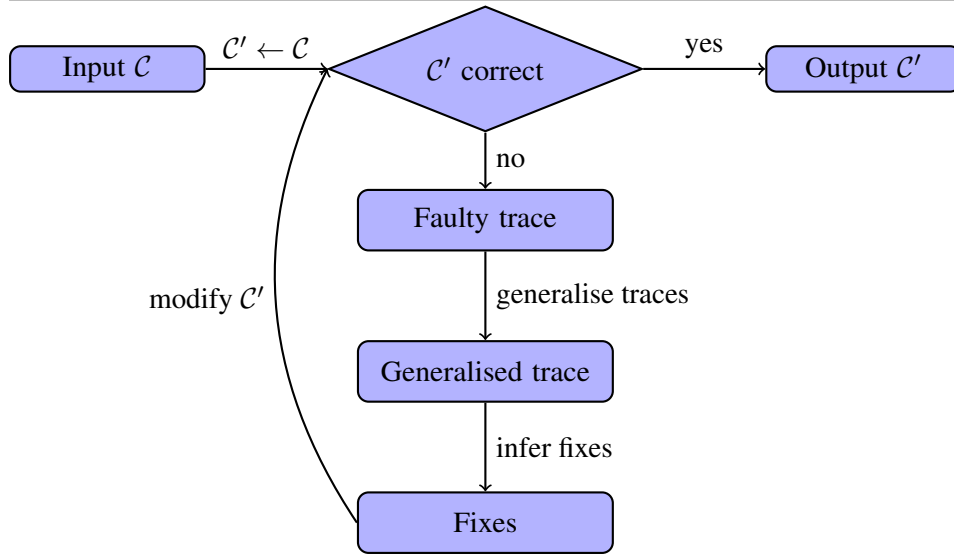 Input 𝒞
𝒞′ ← 𝒞
𝒞′ correct
yes
Output 𝒞′
no
Faulty trace
generalise traces
modify 𝒞′
Generalised trace
infer fixes
Fixes